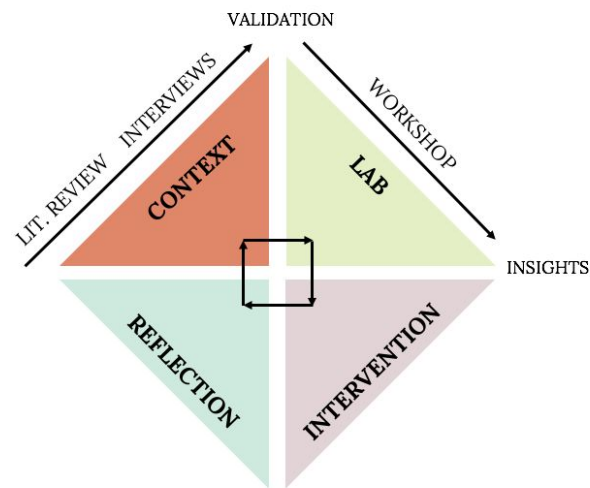 VALIDATION
LIT. REVIEW INTERVIEWS
WORKSHOP
CONTEXT
LAB
INSIGHTS
REFLECTION
INTERVENTION